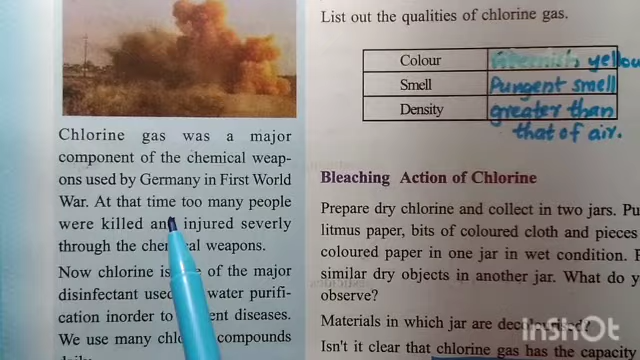 Chlorine gas was a major
component of the chemical weap-
ons used by Germany in First World
War. At that time too many people
were killed and injured severly
through the chemical weapons.
Now chlorine is of the major
disinfectant used water purifi-
cation inorder to prevent diseases.
We use many compounds
daily
List out the qualities of chlorine gas.
Colour Greenish yellow
Smell Pungent smell
Density greater than
that of air.
Bleaching Action of Chlorine
Prepare dry chlorine and collect in two jars.
litmus paper, bits of coloured cloth and pieces
coloured paper in one jar in wet condition.
similar dry objects in another jar. What do
observe?
Materials in which jar are decolourised?
Isn't it clear that chlorine gas has the capacity
InShOt